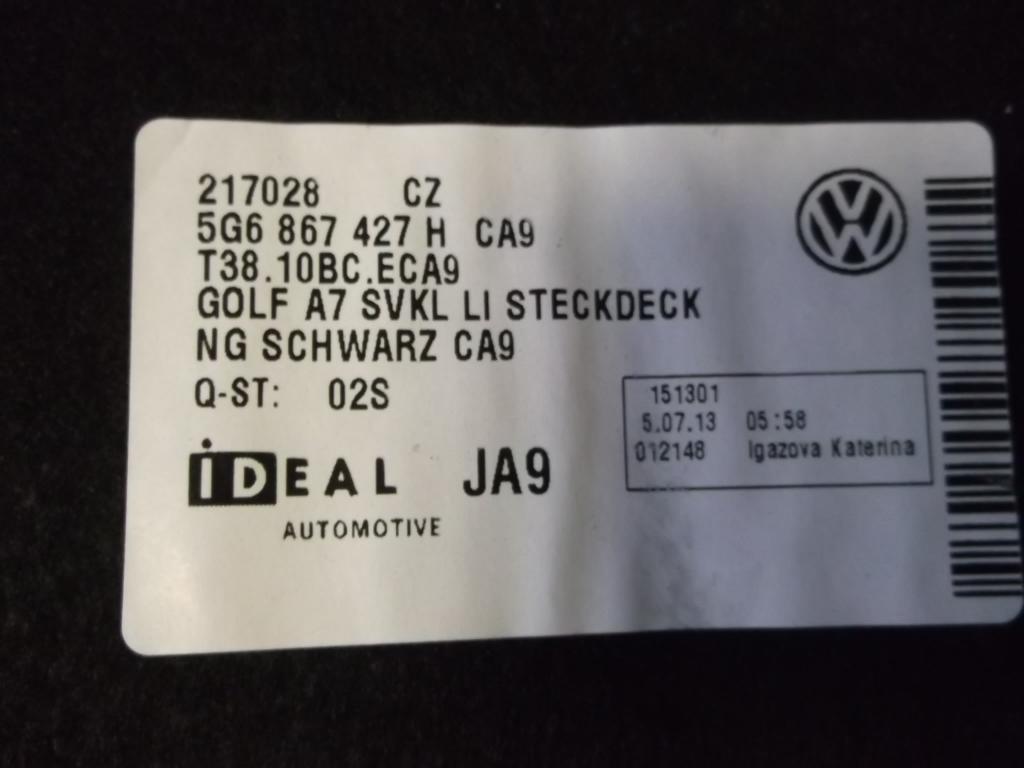 217028 CZ
5G6 867 427 H CA9
T38.10BC.ECA9
GOLF A7 SVKL LI STECKDECK
NG SCHWARZ CA9
Q-ST: 02S
151301
5.07.13 05:58
012148 Igazova Katerina
iDEAL JA9
AUTOMOTIVE